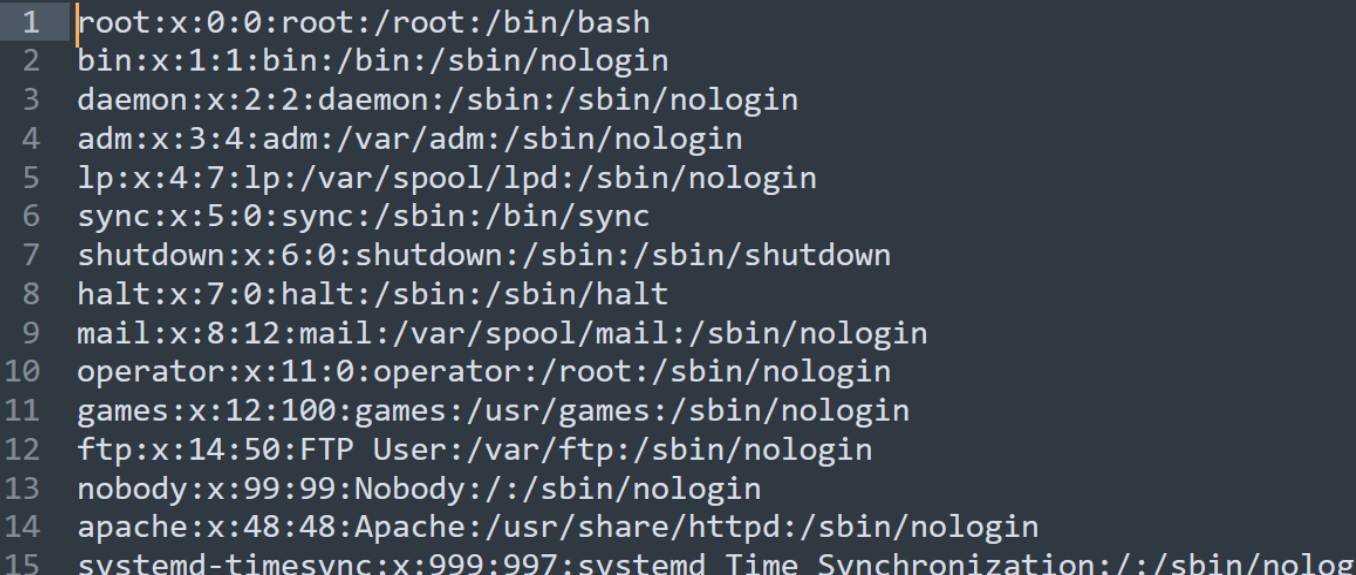 1 root:x:0:0:root:/root:/bin/bash
2 bin:x:1:1:bin:/bin:/sbin/nologin
3 daemon:x:2:2:daemon:/sbin:/sbin/nologin
4 adm:x:3:4:adm:/var/adm:/sbin/nologin
5 lp:x:4:7:lp:/var/spool/lpd:/sbin/nologin
6 sync:x:5:0:sync:/sbin:/bin/sync
7 shutdown:x:6:0:shutdown:/sbin:/sbin/shutdown
8 halt:x:7:0:halt:/sbin:/sbin/halt
9 mail:x:8:12:mail:/var/spool/mail:/sbin/nologin
10 operator:x:11:0:operator:/root:/sbin/nologin
11 games:x:12:100:games:/usr/games:/sbin/nologin
12 ftp:x:14:50:FTP User:/var/ftp:/sbin/nologin
13 nobody:x:99:99:Nobody:/:/sbin/nologin
14 apache:x:48:48:Apache:/usr/share/httpd:/sbin/nologin
15 systemd-timesync:x:999:997:systemd Time Synchronization:/:/sbin/nolog